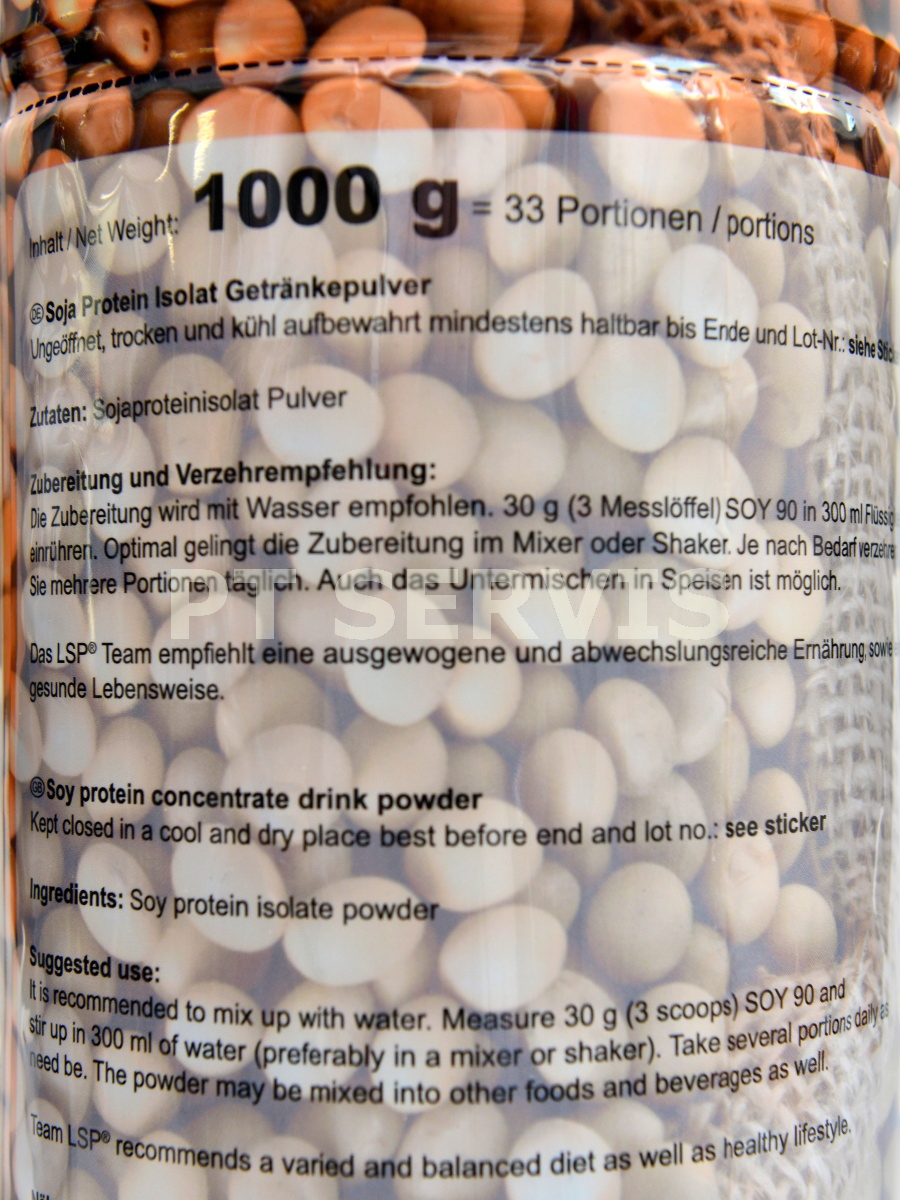 Inhalt / Net Weight: 1000 g = 33 Portionen / portions
DE Soja Protein Isolat Getränkepulver
Ungeöffnet, trocken und kühl aufbewahrt mindestens haltbar bis Ende und Lot-Nr.: siehe
Zutaten: Sojaproteinisolat Pulver
Zubereitung und Verzehrempfehlung:
Die Zubereitung wird mit Wasser empfohlen. 30 g (3 Messlöffel) SOY 90 in 300 ml
einrühren. Optimal gelingt die Zubereitung im Mixer oder Shaker. Je nach Bedarf
Sie mehrere Portionen täglich. Auch das Untermischen in Speisen ist möglich.
PT SERVIS
Das LSP® Team empfiehlt eine ausgewogene und abwechslungsreiche Ernährung, sowie
gesunde Lebensweise.
GB Soy protein concentrate drink powder
Kept closed in a cool and dry place best before end and lot no.: see sticker
Ingredients: Soy protein isolate powder
Suggested use:
It is recommended to mix up with water. Measure 30 g (3 scoops) SOY 90 and
stir up in 300 ml of water (preferably in a mixer or shaker). Take several portions daily as
need be. The powder may be mixed into other foods and beverages as well.
Team LSP® recommends a varied and balanced diet as well as healthy lifestyle.